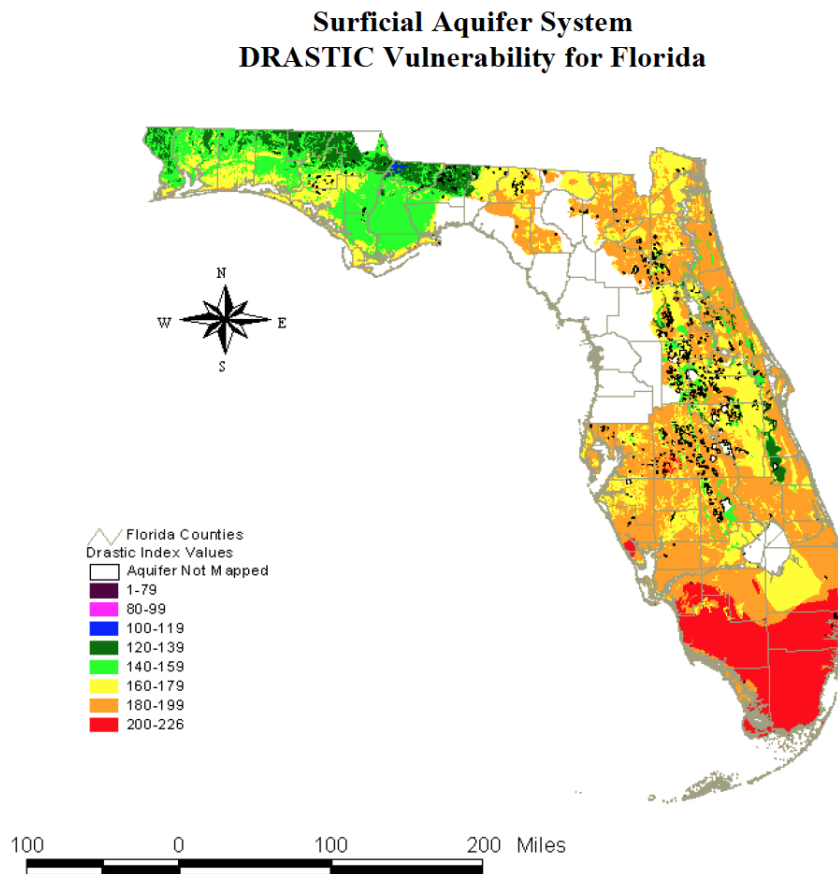 Surficial Aquifer System
DRASTIC Vulnerability for Florida
N
W
E
S
Florida Counties
Drastic Index Values
Aquifer Not Mapped
1-79
80-99
100-119
120-139
140-159
160-179
180-199
200-226
100 0 100 200 Miles